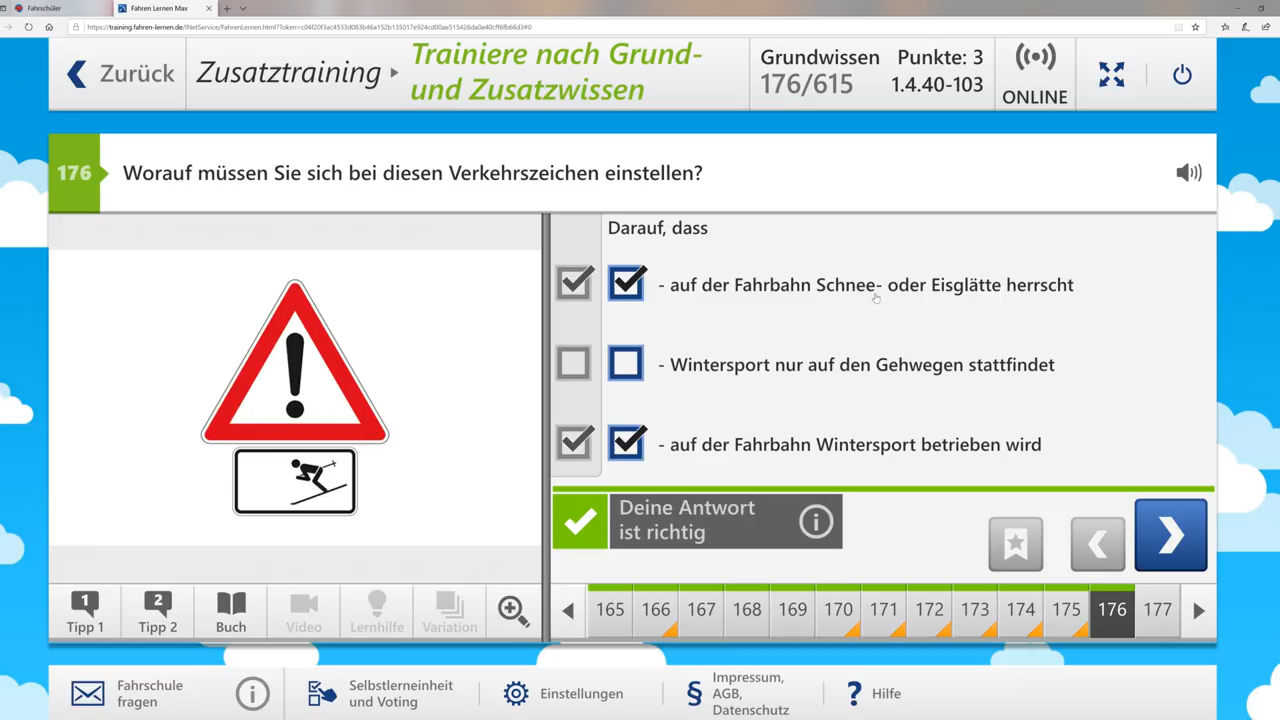 Fahrschüler
Fahren Lernen Max
Zurück
Zusatztraining
Trainiere nach Grund-
und Zusatzwissen
Grundwissen
176/615
Punkte: 3
1.4.40-103
ONLINE
176
Worauf müssen Sie sich bei diesen Verkehrszeichen einstellen?
Darauf, dass
- auf der Fahrbahn Schnee- oder Eisglätte herrscht
- Wintersport nur auf den Gehwegen stattfindet
- auf der Fahrbahn Wintersport betrieben wird
Deine Antwort
ist richtig
1
Tipp 1
2
Tipp 2
Buch
Video
Lernhilfe
Variation
165 166 167 168 169 170 171 172 173 174 175 176 177
Fahrschule
fragen
Selbstlerneinheit
und Voting
Einstellungen
§
Impressum,
AGB,
Datenschutz
?
Hilfe